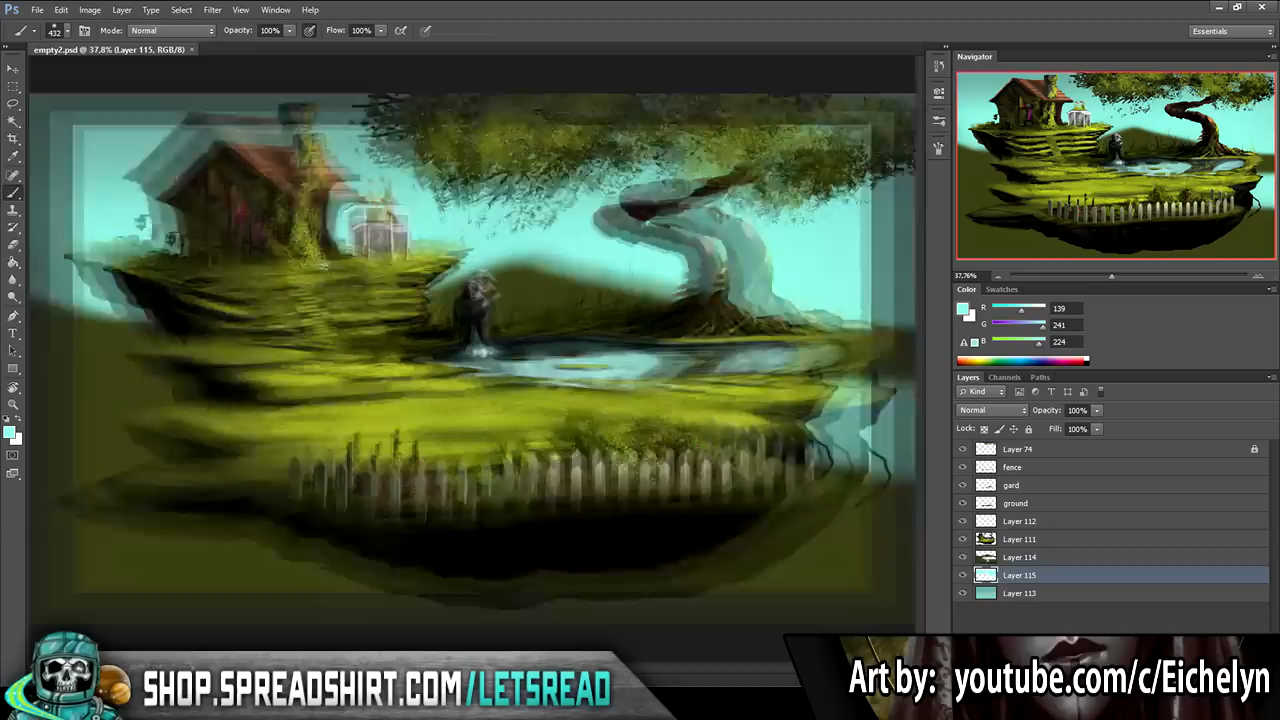 Ps File Edit Image Layer Type Select Filter View Window Help
432 Mode: Normal Opacity: 100% Flow: 100% Essentials
empty2.psd @ 37,8% (Layer 115, RGB/8) ×
Navigator
37,76%
Color Swatches
R 139
G 241
B 224
Layers Channels Paths
Kind
Normal Opacity: 100%
Lock: Fill: 100%
Layer 74
fence
gard
ground
Layer 112
Layer 111
Layer 114
Layer 115
Layer 113
SHOP.SPREADSHIRT.COM/LETSREAD
Art by: youtube.com/c/Eichelyn